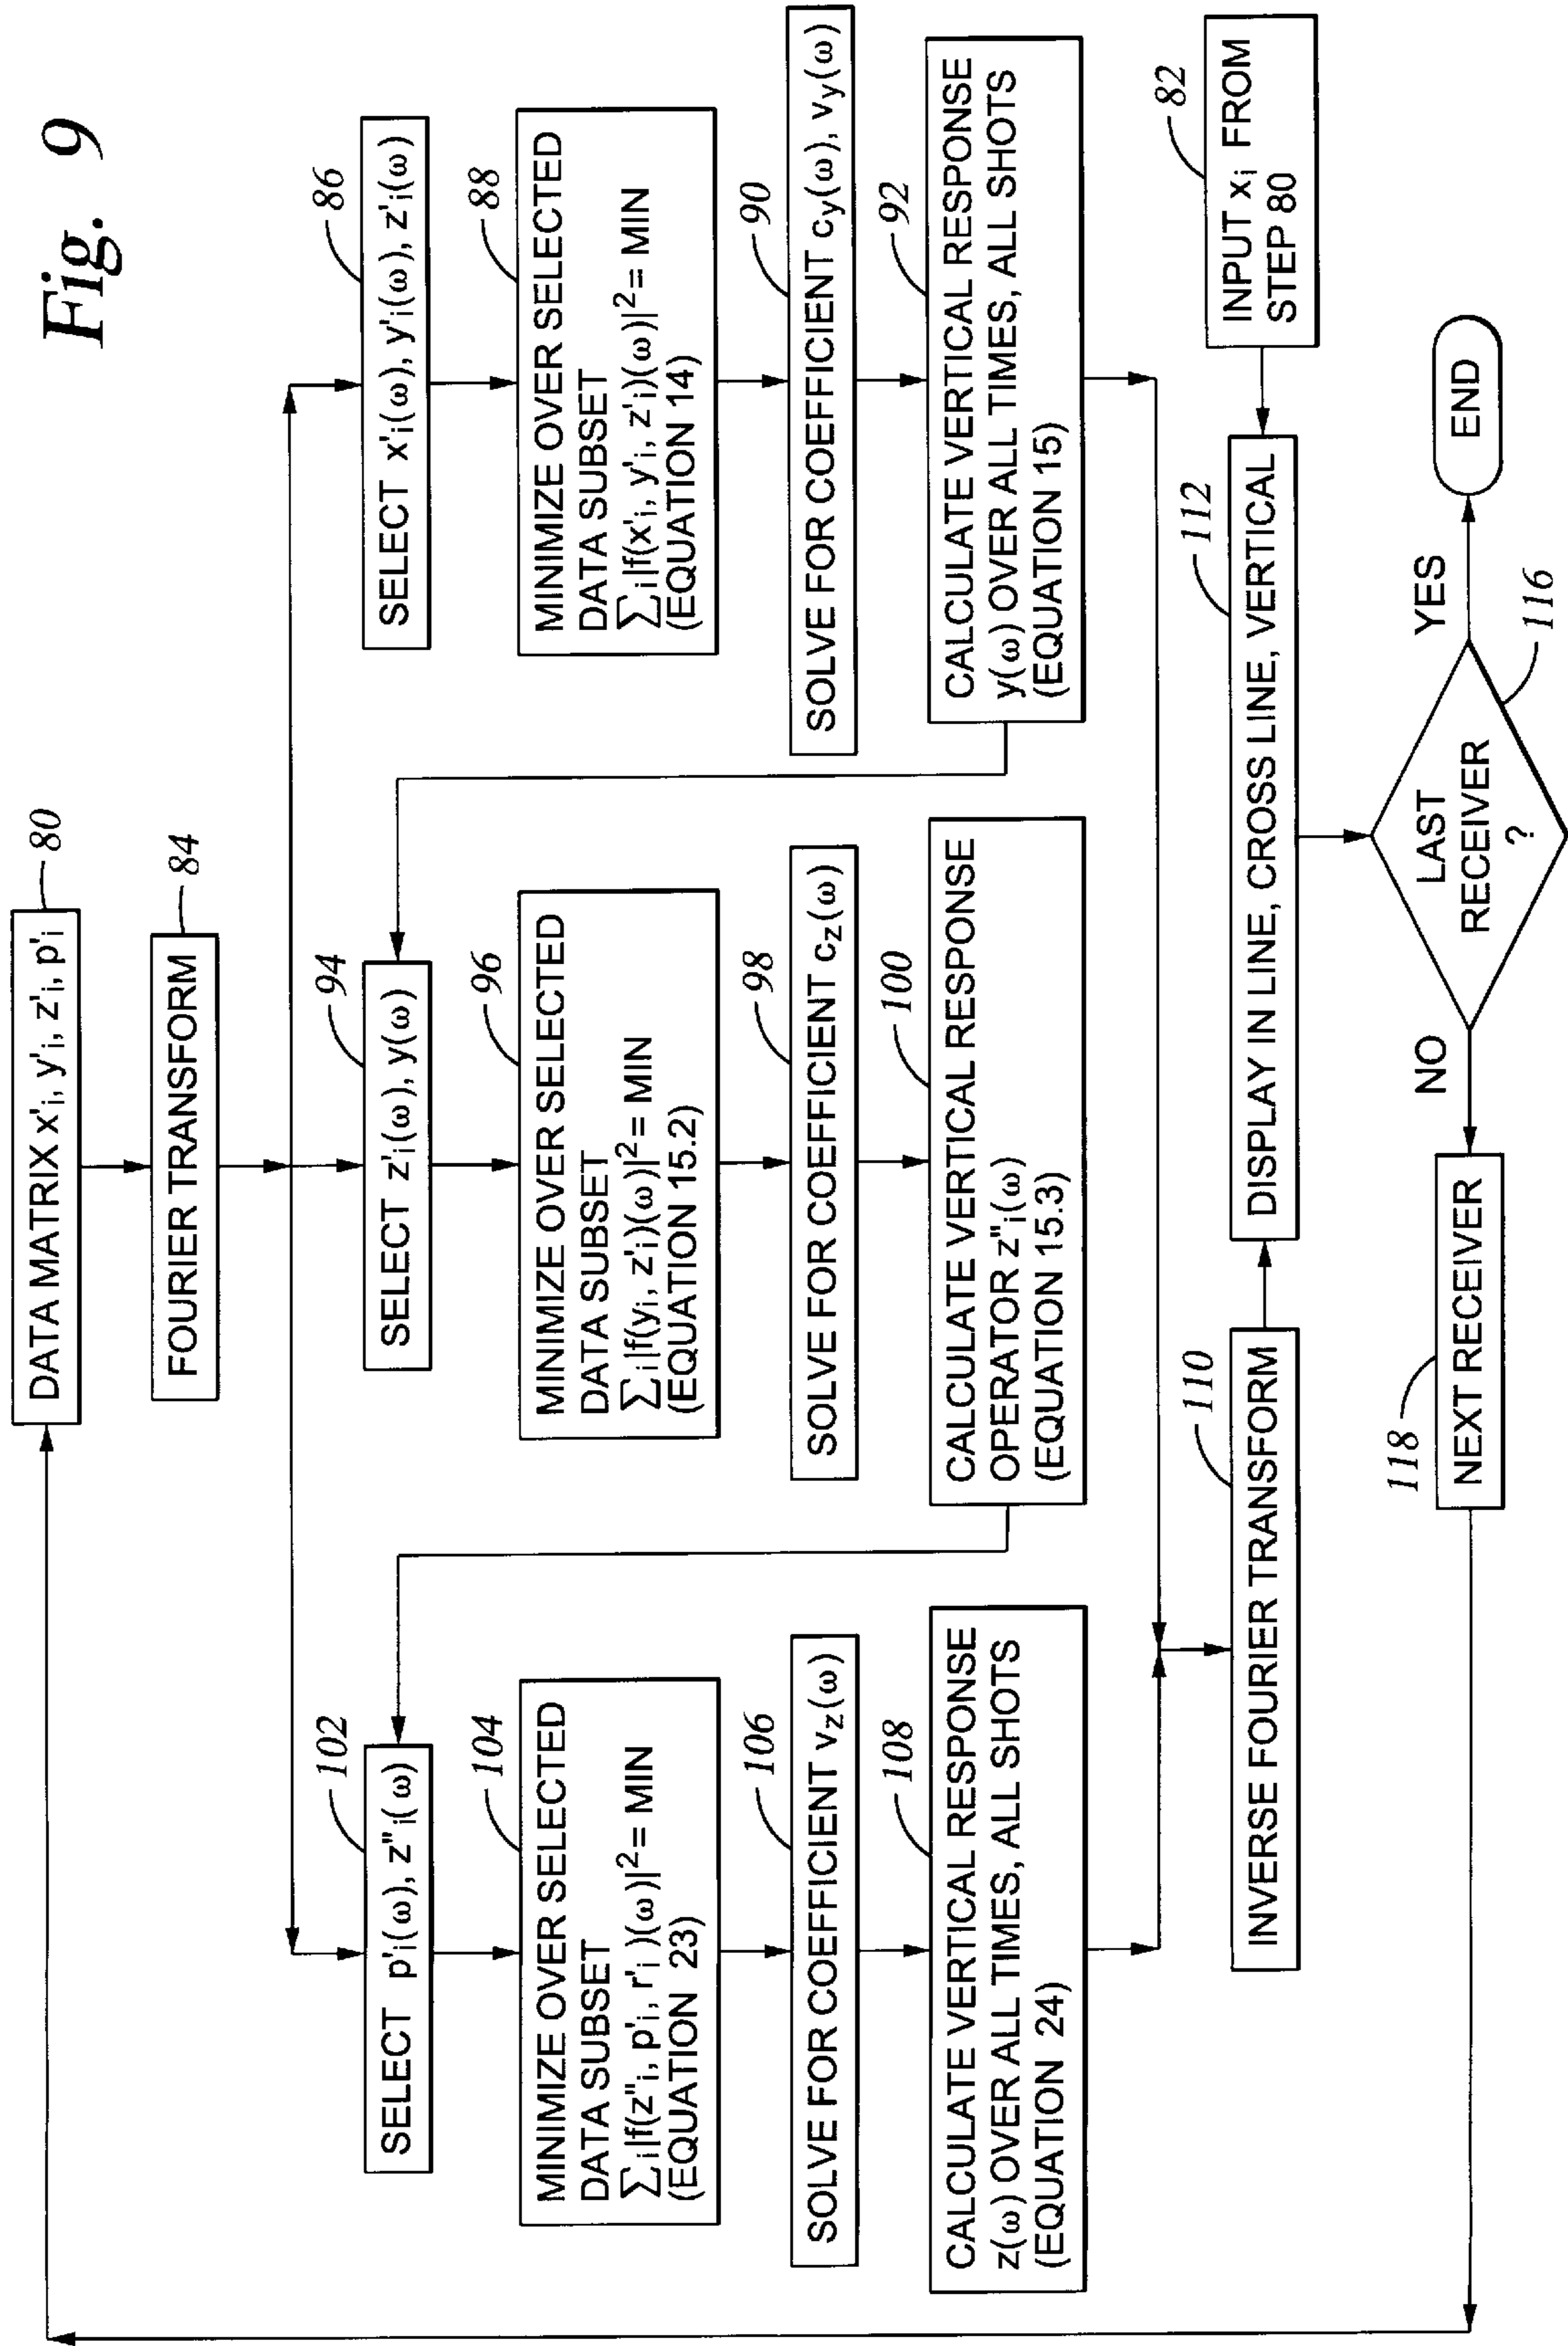 Fig. 9
DATA MATRIX x'i, y'i, z'i, p'i
80
FOURIER TRANSFORM
84
SELECT p'i(ω), z"i(ω)
102
MINIMIZE OVER SELECTED
DATA SUBSET
∑i|f(z"i, p'i, r'i)(ω)|²= MIN
(EQUATION 23)
104
SOLVE FOR COEFFICIENT vz(ω)
106
CALCULATE VERTICAL RESPONSE
z(ω) OVER ALL TIMES, ALL SHOTS
(EQUATION 24)
108
SELECT z'i(ω), y(ω)
94
MINIMIZE OVER SELECTED
DATA SUBSET
∑i|f(yi, z'i)(ω)|²= MIN
(EQUATION 15.2)
96
SOLVE FOR COEFFICIENT cz(ω)
98
CALCULATE VERTICAL RESPONSE
OPERATOR z"i(ω)
(EQUATION 15.3)
100
SELECT x'i(ω), y'i(ω), z'i(ω)
86
MINIMIZE OVER SELECTED
DATA SUBSET
∑i|f(x'i, y'i, z'i)(ω)|²= MIN
(EQUATION 14)
88
SOLVE FOR COEFFICIENT cy(ω), vy(ω)
90
CALCULATE VERTICAL RESPONSE
y(ω) OVER ALL TIMES, ALL SHOTS
(EQUATION 15)
92
INVERSE FOURIER TRANSFORM
110
DISPLAY IN LINE, CROSS LINE, VERTICAL
112
INPUT xi FROM
STEP 80
82
LAST
RECEIVER
?
116
NO
YES
NEXT RECEIVER
118
END